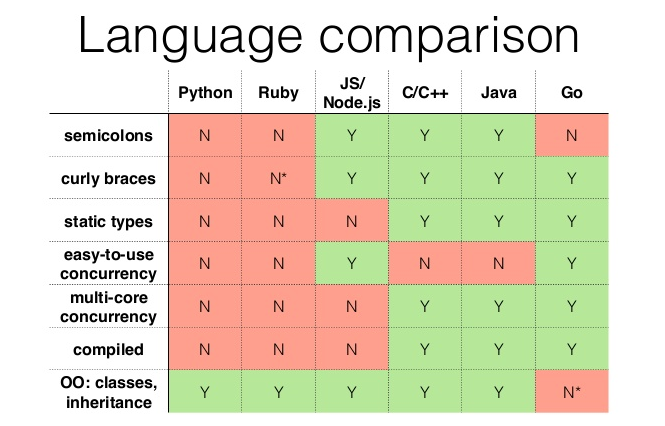 Language comparison
Python Ruby JS/ Node.js C/C++ Java Go
semicolons N N Y Y Y N
curly braces N N* Y Y Y Y
static types N N N Y Y Y
easy-to-use concurrency N N Y N N Y
multi-core concurrency N N N Y Y Y
compiled N N N Y Y Y
OO: classes, inheritance Y Y Y Y Y N*